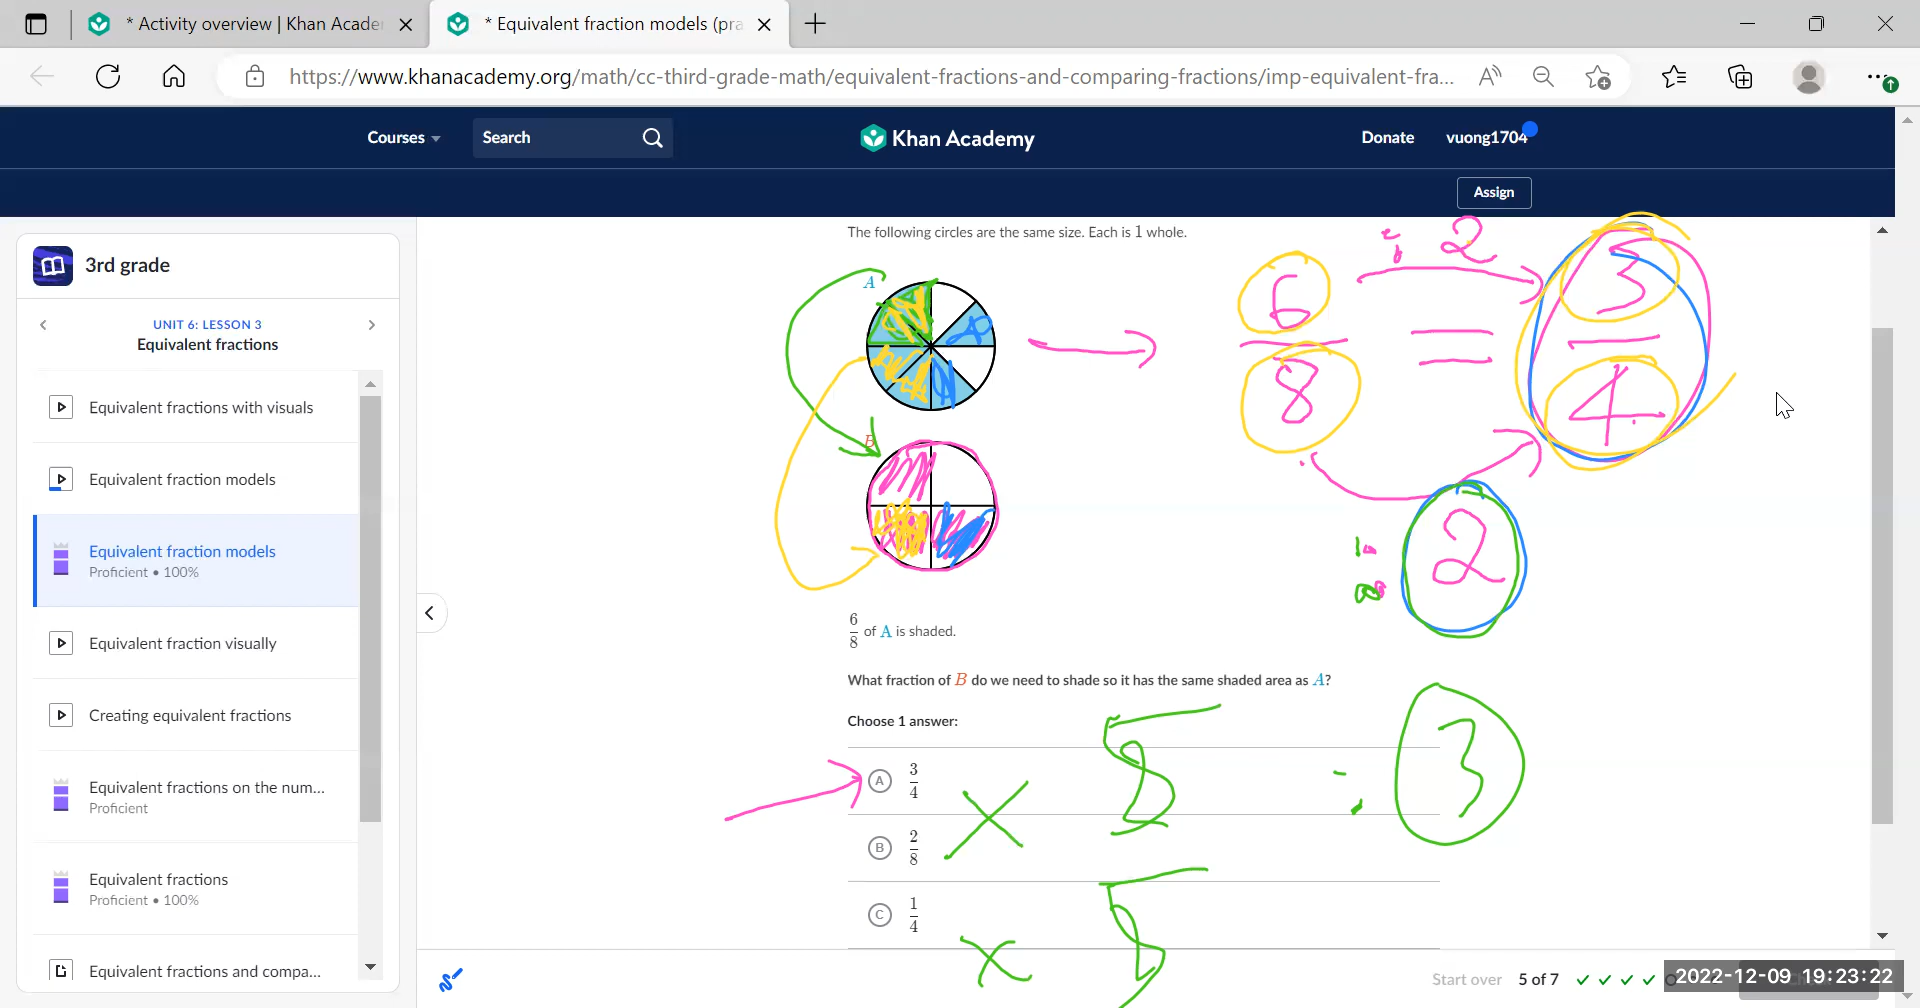 * Activity overview | Khan Acade
* Equivalent fraction models (pra
https://www.khanacademy.org/math/cc-third-grade-math/equivalent-fractions-and-comparing-fractions/imp-equivalent-fra...
Courses
Search
Khan Academy
Donate
vuong1704
Assign
3rd grade
UNIT 6: LESSON 3
Equivalent fractions
Equivalent fractions with visuals
Equivalent fraction models
Equivalent fraction models
Proficient • 100%
Equivalent fraction visually
Creating equivalent fractions
Equivalent fractions on the num...
Proficient
Equivalent fractions
Proficient • 100%
Equivalent fractions and compa...
The following circles are the same size. Each is 1 whole.
A
B
6/8 = 3/4
: 2
: 2
6/8 of A is shaded.
What fraction of B do we need to shade so it has the same shaded area as A?
Choose 1 answer:
A 3/4
B 2/8
C 1/4
: 3
Start over 5 of 7
2022-12-09 19:23:22